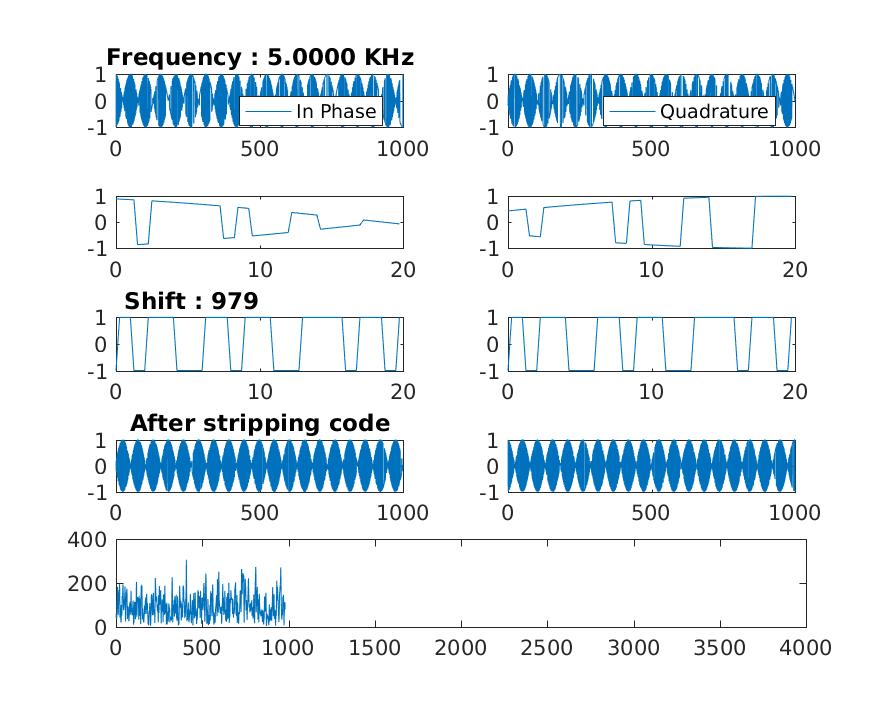 Frequency : 5.0000 KHz
1 1
0 In Phase 0 Quadrature
-1 -1
0 500 1000 0 500 1000
1 1
0 0
-1 -1
0 10 20 0 10 20
Shift : 979
1 1
0 0
-1 -1
0 10 20 0 10 20
After stripping code
1 1
0 0
-1 -1
0 500 1000 0 500 1000
400
200
0
0 500 1000 1500 2000 2500 3000 3500 4000